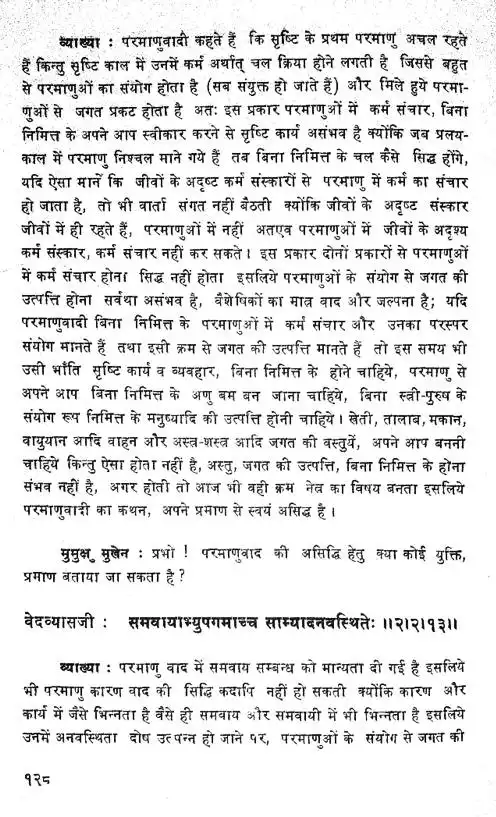 व्याख्या : परमाणुवादी कहते हैं कि सृष्टि के प्रथम परमाणु अचल रहते
हैं किन्तु सृष्टि काल में उनमें कर्म अर्थात् चल क्रिया होने लगती है जिससे बहुत
से परमाणुओं का संयोग होता है (सब संयुक्त हो जाते हैं) और मिले हुये परमा-
णुओं से जगत प्रकट होता है अतः इस प्रकार परमाणुओं में कर्म संचार, बिना
निमित्त के अपने आप स्वीकार करने से सृष्टि कार्य असंभव है क्योंकि जब प्रलय-
काल में परमाणु निश्चल माने गये हैं तब बिना निमित्त के चल कैसे सिद्ध होंगे,
यदि ऐसा मानें कि जीवों के अदृष्ट कर्म संस्कारों से परमाणु में कर्म का संचार
हो जाता है, तो भी वार्ता संगत नहीं बैठती क्योंकि जीवों के अदृष्ट संस्कार
जीवों में ही रहते हैं, परमाणुओं में नहीं अतएव परमाणुओं में जीवों के अदृश्य
कर्म संस्कार, कर्म संचार नहीं कर सकते। इस प्रकार दोनों प्रकारों से परमाणुओं
में कर्म संचार होना सिद्ध नहीं होता इसलिये परमाणुओं के संयोग से जगत की
उत्पत्ति होना सर्वथा असंभव है, वैशेषिकों का मात्र वाद और जल्पना है; यदि
परमाणुवादी बिना निमित्त के परमाणुओं में कर्म संचार और उनका परस्पर
संयोग मानते हैं तथा इसी क्रम से जगत की उत्पत्ति मानते हैं तो इस समय भी
उसी भाँति सृष्टि कार्य व व्यवहार, बिना निमित्त के होने चाहिये, परमाणु से
अपने आप बिना निमित्त के अणु बम बन जाना चाहिये, बिना स्त्री-पुरुष के
संयोग रूप निमित्त के मनुष्यादि की उत्पत्ति होनी चाहिये। खेती, तालाब, मकान,
वायुयान आदि वाहन और अस्त्र-शस्त्र आदि जगत की वस्तुयें, अपने आप बननी
चाहिये किन्तु ऐसा होता नहीं है, अस्तु, जगत की उत्पत्ति, बिना निमित्त के होना
संभव नहीं है, अगर होती तो आज भी वही क्रम नेत्र का विषय बनता इसलिये
परमाणुवादी का कथन, अपने प्रमाण से स्वयं असिद्ध है।
मुमुक्षु मुखेन : प्रभो! परमाणुवाद की असिद्धि हेतु क्या कोई युक्ति,
प्रमाण बताया जा सकता है ?
वेदव्यासजी : समवायाभ्युपगमाच्च साम्यादनवस्थितेः ॥२।२।१३॥
व्याख्या : परमाणु वाद में समवाय सम्बन्ध को मान्यता दी गई है इसलिये
भी परमाणु कारण वाद की सिद्धि कदापि नहीं हो सकती क्योंकि कारण और
कार्य में जैसे भिन्नता है वैसे ही समवाय और समवायी में भी भिन्नता है इसलिये
उनमें अनवस्थिता दोष उत्पन्न हो जाने पर, परमाणुओं के संयोग से जगत की
१२८